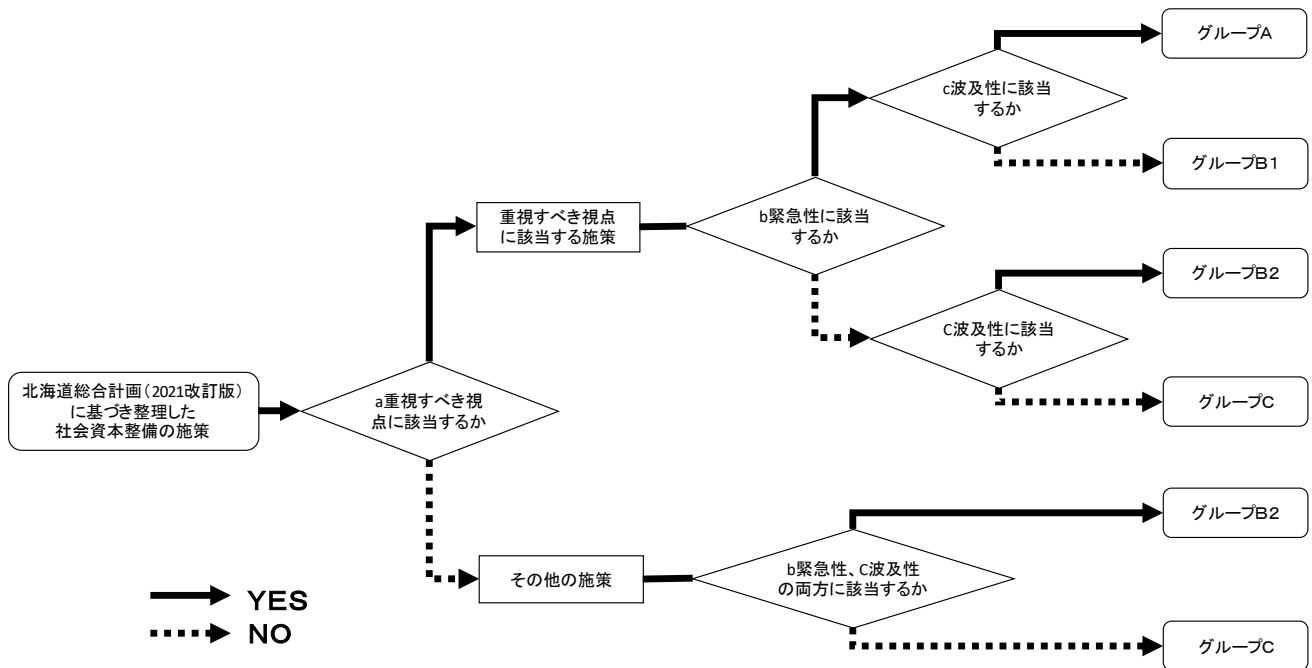 グループA
c波及性に該当
するか
グループB1
重視すべき視点
に該当する施策
b緊急性に該当
するか
グループB2
C波及性に該当
するか
グループC
北海道総合計画(2021改訂版)
に基づき整理した
社会資本整備の施策
a重視すべき視
点に該当するか
グループB2
その他の施策
b緊急性、C波及性
の両方に該当するか
グループC
YES
NO